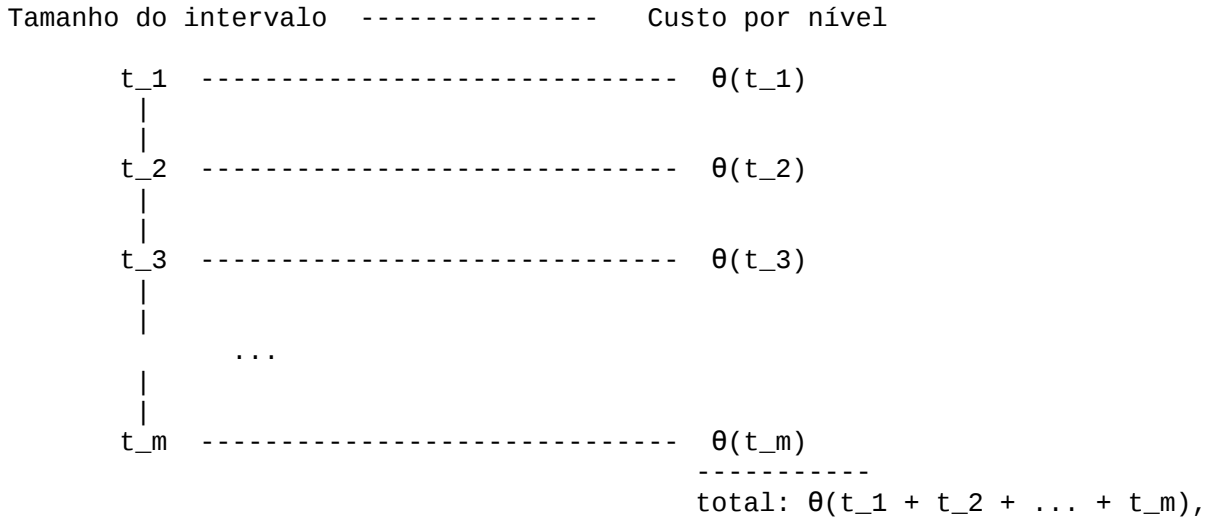 Tamanho do intervalo --------------- Custo por nível
t_1 ------------------------------ θ(t_1)
|
|
t_2 ------------------------------ θ(t_2)
|
|
t_3 ------------------------------ θ(t_3)
|
|
...
|
|
t_m ------------------------------ θ(t_m)
-----------
total: θ(t_1 + t_2 + ... + t_m),